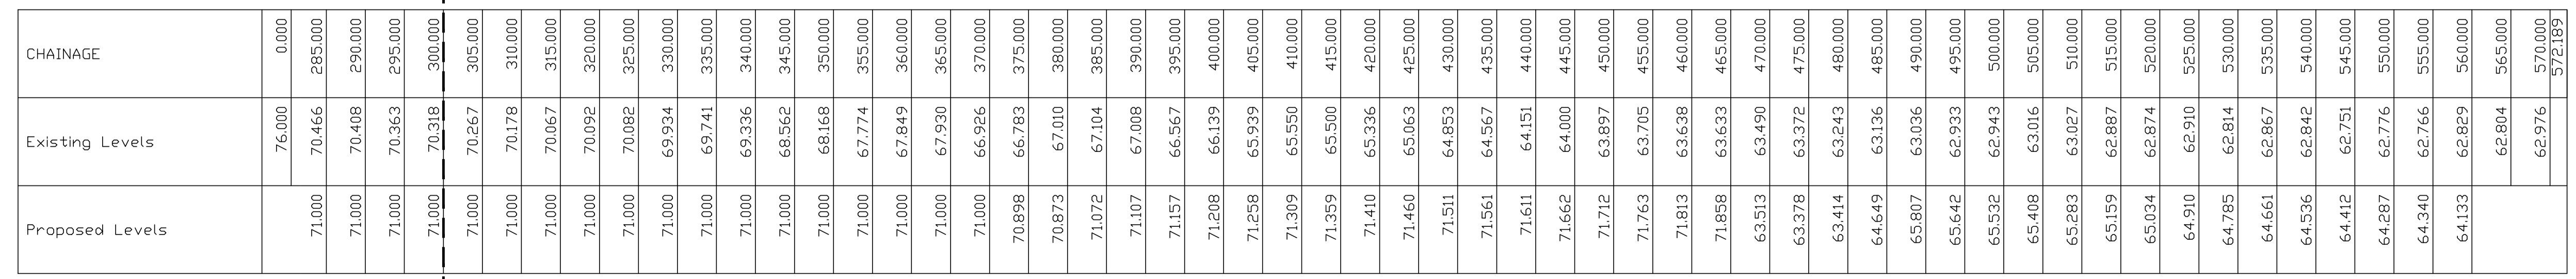 CHAINAGE 0.000 285.000 290.000 295.000 300.000 305.000 310.000 315.000 320.000 325.000 330.000 335.000 340.000 345.000 350.000 355.000 360.000 365.000 370.000 375.000 380.000 385.000 390.000 395.000 400.000 405.000 410.000 415.000 420.000 425.000 430.000 435.000 440.000 445.000 450.000 455.000 460.000 465.000 470.000 475.000 480.000 485.000 490.000 495.000 500.000 505.000 510.000 515.000 520.000 525.000 530.000 535.000 540.000 545.000 550.000 555.000 560.000 565.000 570.000 572.189
Existing Levels 76.000 70.466 70.408 70.363 70.318 70.267 70.178 70.067 70.092 70.082 69.934 69.741 69.336 68.562 68.168 67.774 67.849 67.930 66.926 66.783 67.010 67.104 67.008 66.567 66.139 65.939 65.550 65.500 65.336 65.063 64.853 64.567 64.151 64.000 63.897 63.705 63.638 63.633 63.490 63.372 63.243 63.136 63.036 62.933 62.943 63.016 63.027 62.887 62.874 62.910 62.814 62.867 62.842 62.751 62.776 62.766 62.829 62.804 62.976
Proposed Levels 71.000 71.000 71.000 71.000 71.000 71.000 71.000 71.000 71.000 71.000 71.000 71.000 71.000 71.000 71.000 71.000 71.000 71.000 70.898 70.873 71.072 71.107 71.157 71.208 71.258 71.309 71.359 71.410 71.460 71.511 71.561 71.611 71.662 71.712 71.763 71.813 71.858 63.513 63.378 63.414 64.649 65.807 65.642 65.532 65.408 65.283 65.159 65.034 64.910 64.785 64.661 64.536 64.412 64.287 64.340 64.133